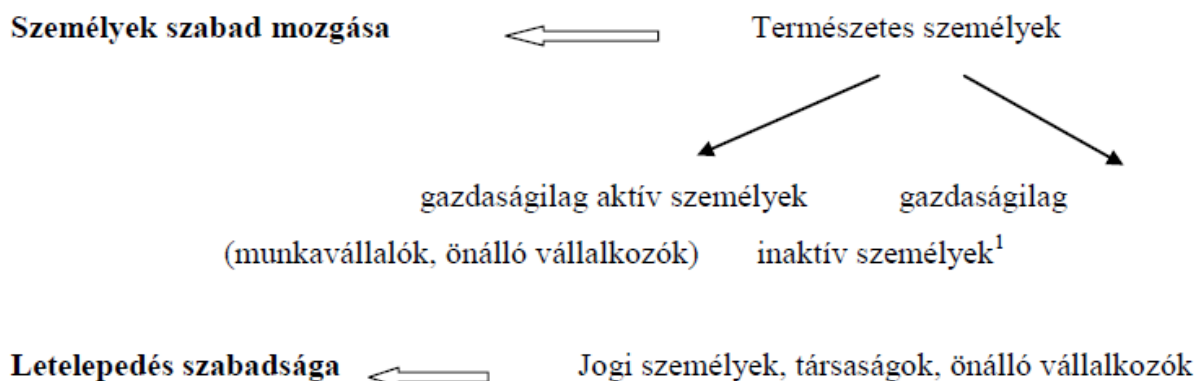 Személyek szabad mozgása Természetes személyek
gazdaságilag aktív személyek gazdaságilag
(munkavállalók, önálló vállalkozók) inaktív személyek¹
Letelepedés szabadsága Jogi személyek, társaságok, önálló vállalkozók